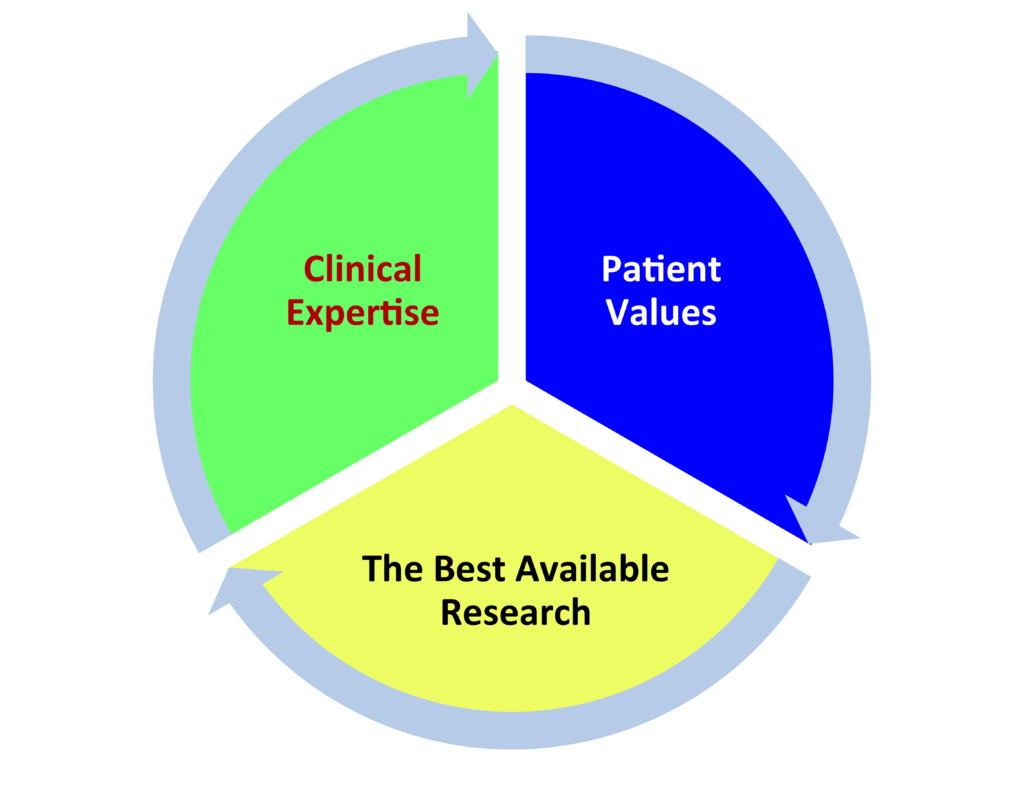 Clinical
Expertise
Patient
Values
The Best Available
Research